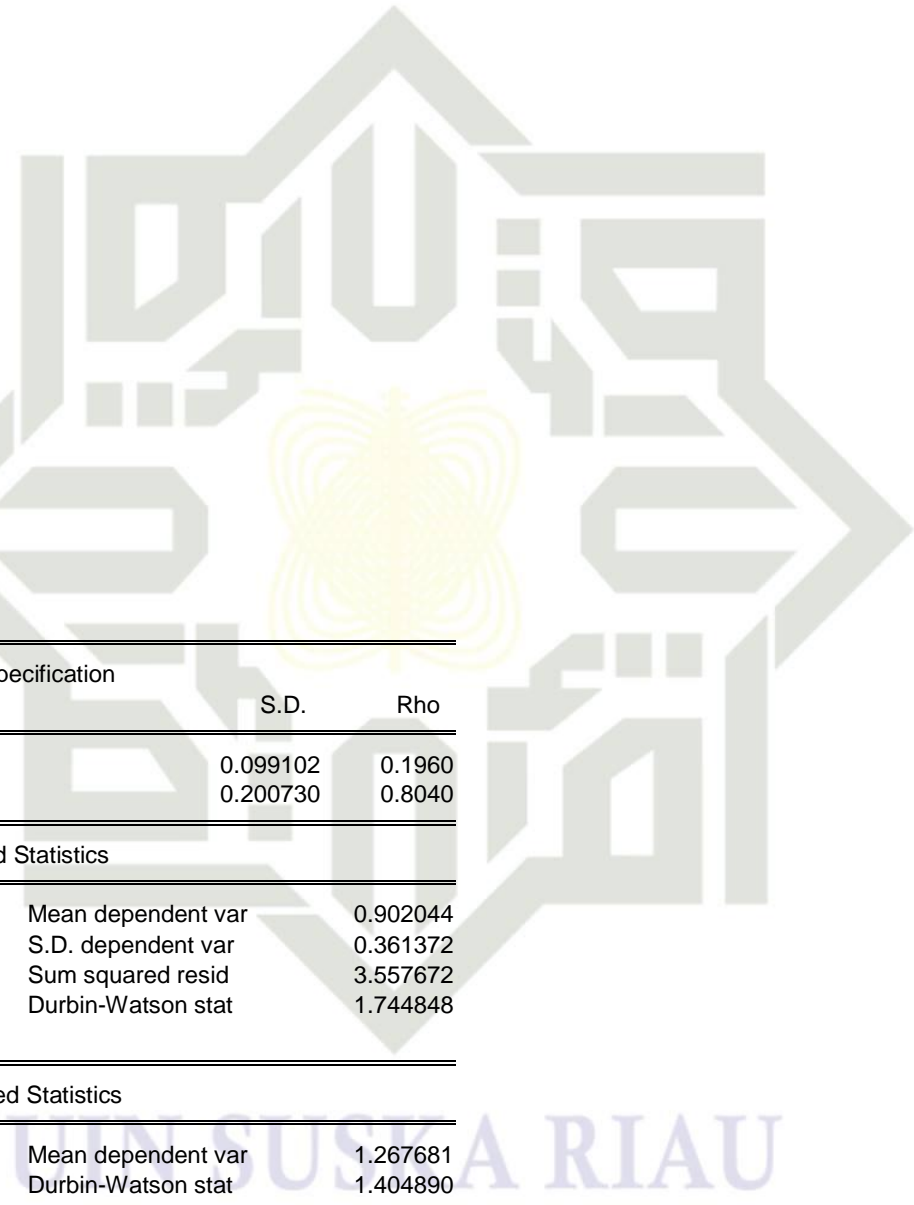 pecification
S.D. Rho
0.099102 0.1960
0.200730 0.8040
d Statistics
Mean dependent var 0.902044
S.D. dependent var 0.361372
Sum squared resid 3.557672
Durbin-Watson stat 1.744848
ed Statistics
Mean dependent var 1.267681
Durbin-Watson stat 1.404890
UIN SUSKA RIAU